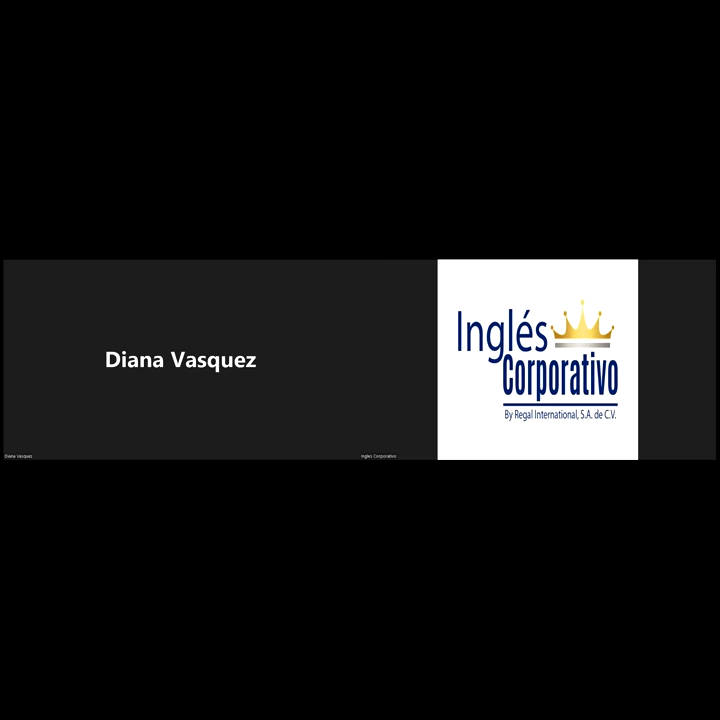 Diana Vasquez
Inglés
Corporativo
By Regal International, S.A. de C.V.
Diana Vasquez
Ingles Corporativo